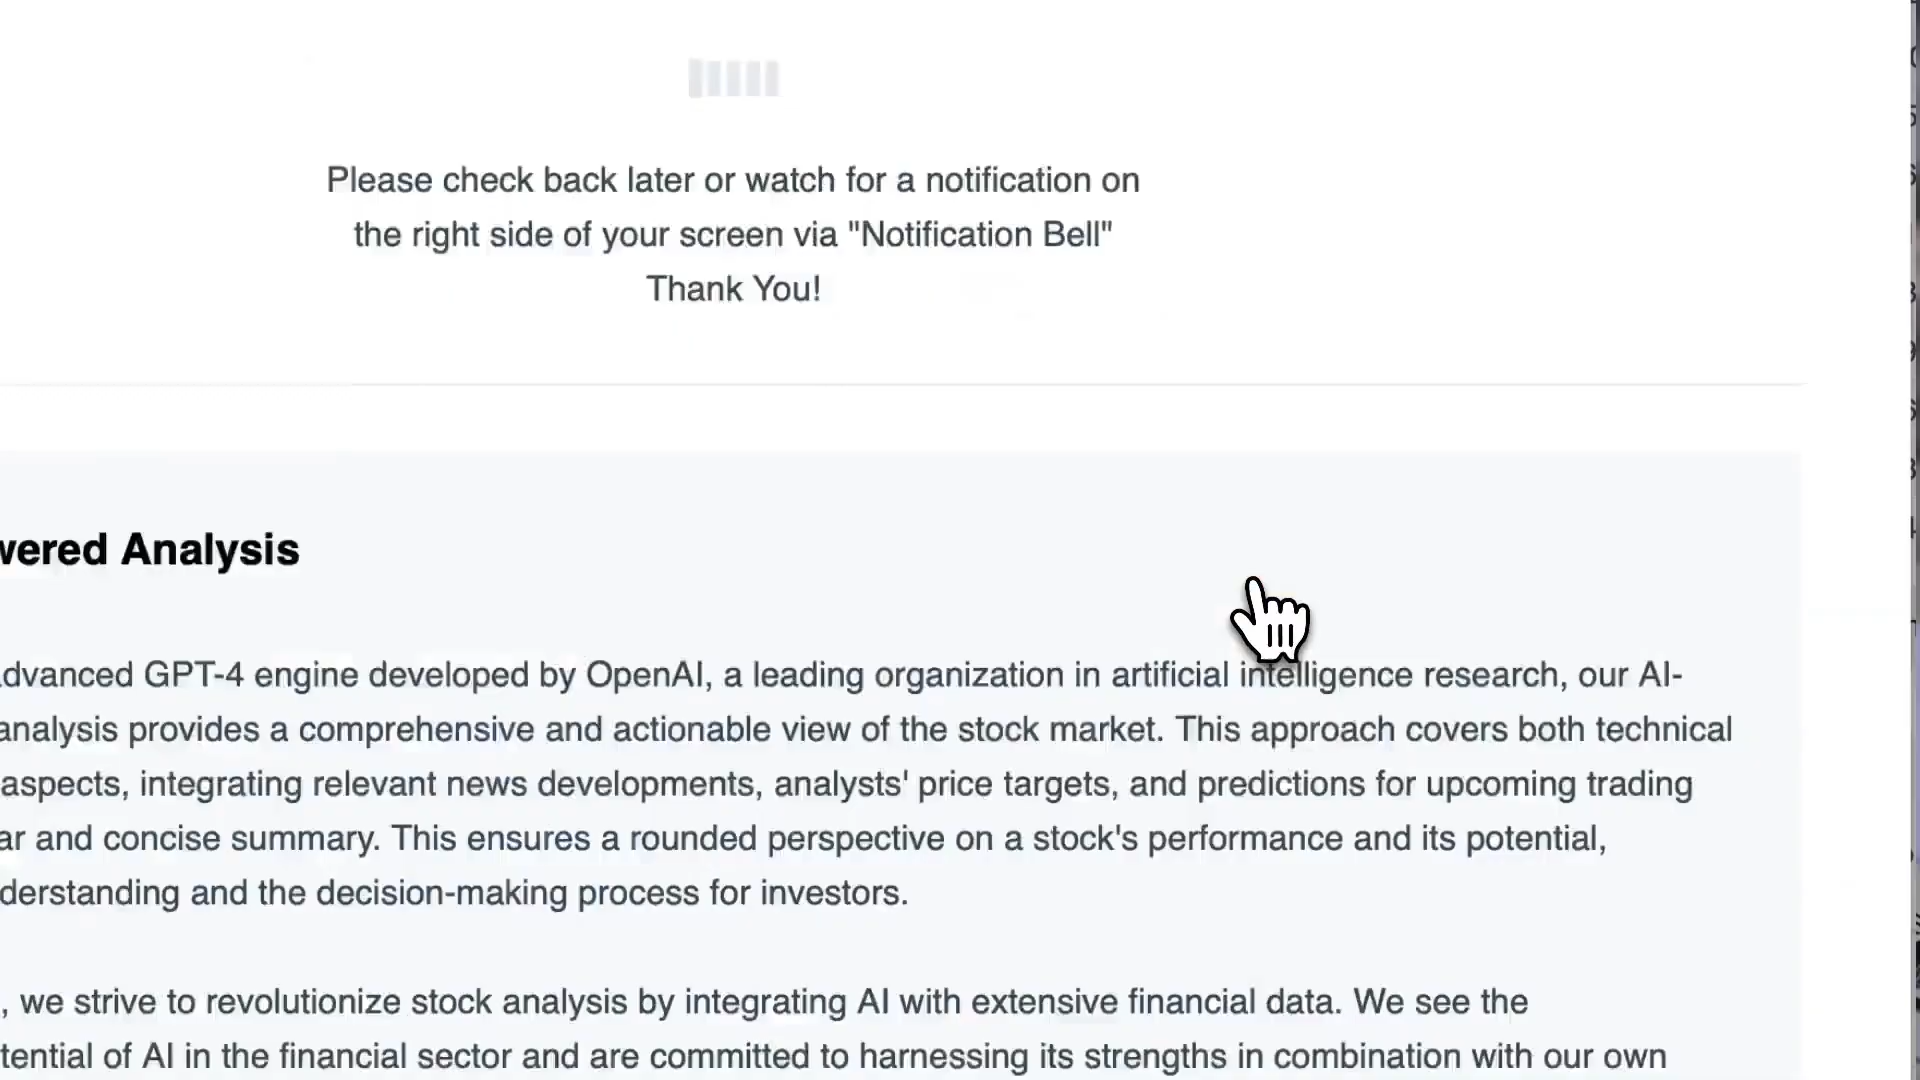 Please check back later or watch for a notification on
the right side of your screen via "Notification Bell"
Thank You!
wered Analysis
dvanced GPT-4 engine developed by OpenAI, a leading organization in artificial intelligence research, our AI-
analysis provides a comprehensive and actionable view of the stock market. This approach covers both technical
aspects, integrating relevant news developments, analysts' price targets, and predictions for upcoming trading
ar and concise summary. This ensures a rounded perspective on a stock's performance and its potential,
derstanding and the decision-making process for investors.
, we strive to revolutionize stock analysis by integrating AI with extensive financial data. We see the
tential of AI in the financial sector and are committed to harnessing its strengths in combination with our own